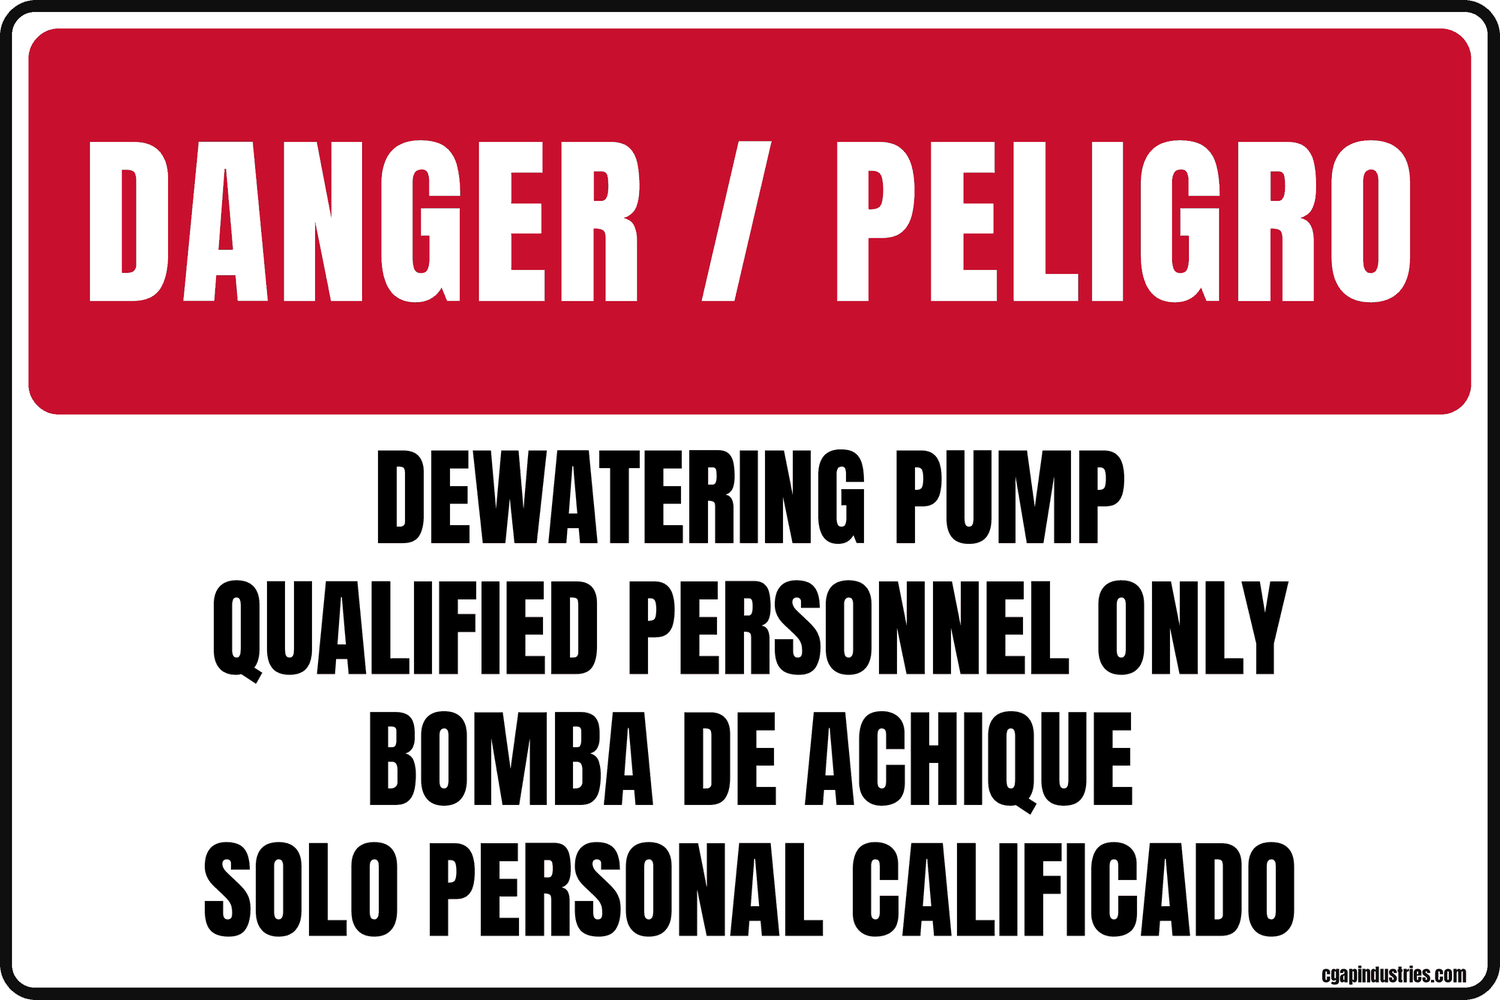 DANGER / PELIGRO
DEWATERING PUMP
QUALIFIED PERSONNEL ONLY
BOMBA DE ACHIQUE
SOLO PERSONAL CALIFICADO
cgapindustries.com